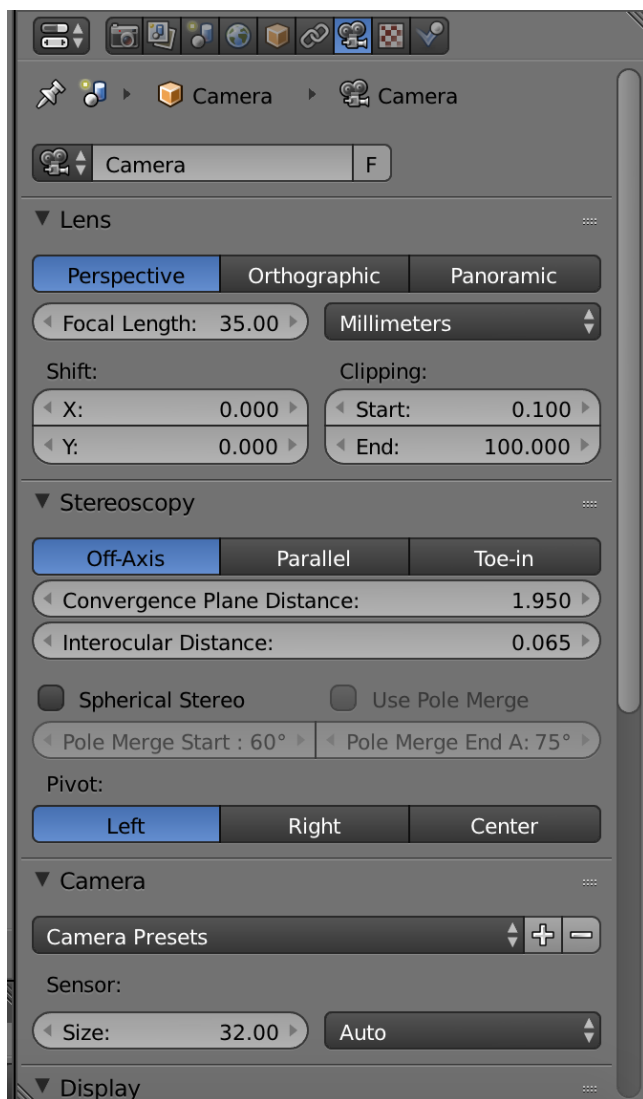 Camera Camera
Camera F
Lens
Perspective Orthographic Panoramic
Focal Length: 35.00 Millimeters
Shift: Clipping:
X: 0.000 Start: 0.100
Y: 0.000 End: 100.000
Stereoscopy
Off-Axis Parallel Toe-in
Convergence Plane Distance: 1.950
Interocular Distance: 0.065
Spherical Stereo Use Pole Merge
Pole Merge Start : 60° Pole Merge End A: 75°
Pivot:
Left Right Center
Camera
Camera Presets
Sensor:
Size: 32.00 Auto
Display